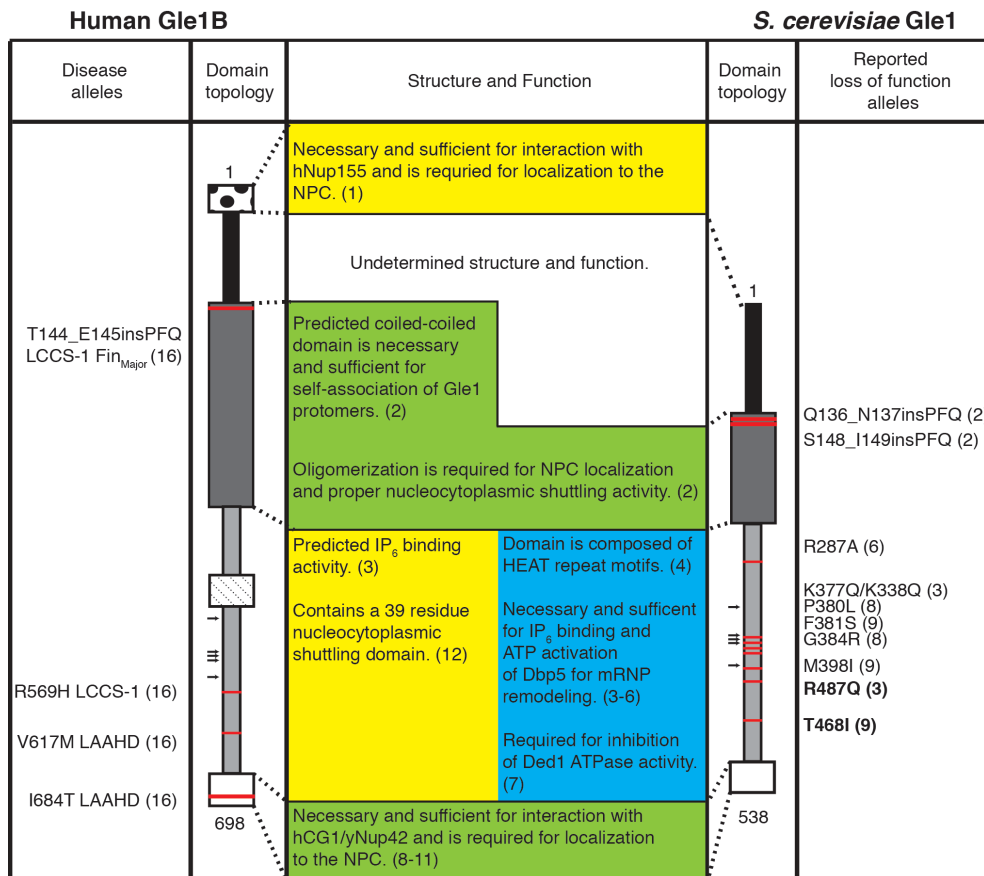 Human Gle1B
S. cerevisiae Gle1
Disease
alleles
Domain
topology
Structure and Function
Domain
topology
Reported
loss of function
alleles
Necessary and sufficient for interaction with
hNup155 and is requried for localization to the
NPC. (1)
1
Undetermined structure and function.
1
T144_E145insPFQ
LCCS-1 FinMajor (16)
Predicted coiled-coiled
domain is necessary
and sufficient for
self-association of Gle1
protomers. (2)
Q136_N137insPFQ (2
S148_I149insPFQ (2)
Oligomerization is required for NPC localization
and proper nucleocytoplasmic shuttling activity. (2)
Predicted IP6 binding
activity. (3)
Contains a 39 residue
nucleocytoplasmic
shuttling domain. (12)
Domain is composed of
HEAT repeat motifs. (4)
Necessary and sufficent
for IP6 binding and
ATP activation
of Dbp5 for mRNP
remodeling. (3-6)
Required for inhibition
of Ded1 ATPase activity.
(7)
R287A (6)
K377Q/K338Q (3)
P380L (8)
F381S (9)
G384R (8)
M398I (9)
R487Q (3)
T468I (9)
R569H LCCS-1 (16)
V617M LAAHD (16)
I684T LAAHD (16)
698
538
Necessary and sufficient for interaction with
hCG1/yNup42 and is required for localization
to the NPC. (8-11)